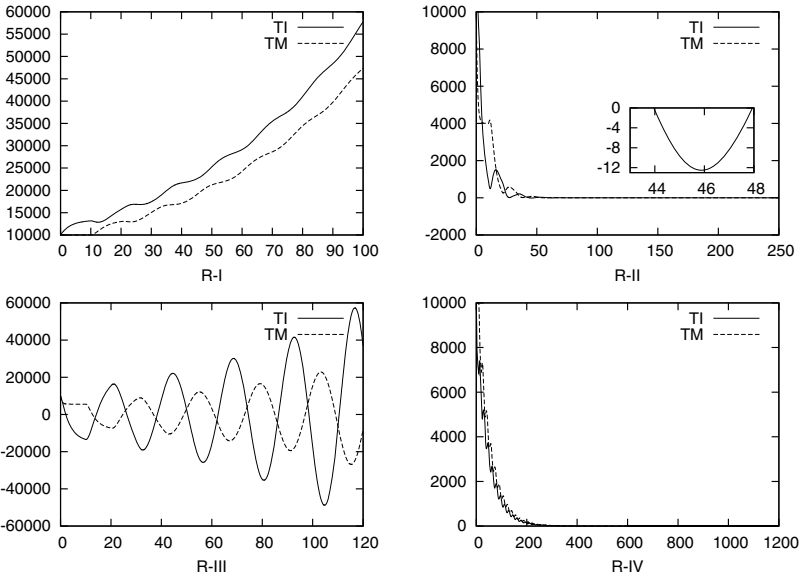 60000
55000
50000
45000
40000
35000
30000
25000
20000
15000
10000
0 10 20 30 40 50 60 70 80 90 100
R-I
TI
TM
10000
8000
6000
4000
2000
0
-2000
0 50 100 150 200 250
R-II
TI
TM
0
-4
-8
-12
44 46 48
60000
40000
20000
0
-20000
-40000
-60000
0 20 40 60 80 100 120
R-III
TI
TM
10000
8000
6000
4000
2000
0
0 200 400 600 800 1000 1200
R-IV
TI
TM